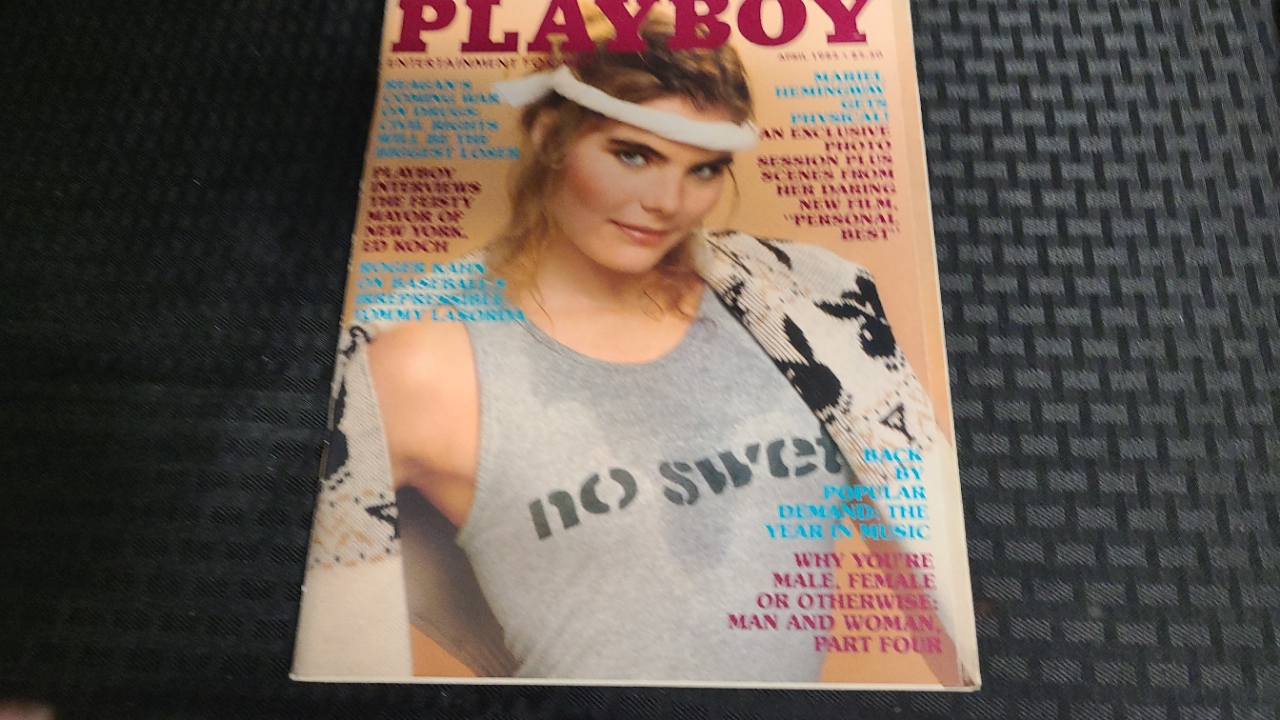 PLAYBOY
ENTERTAINMENT FOR
APRIL 1982 • $3.50
REAGAN'S
COMING WAR
ON DRUGS:
CIVIL RIGHTS
WILL BE THE
BIGGEST LOSER
PLAYBOY
INTERVIEWS
THE FEISTY
MAYOR OF
NEW YORK,
ED KOCH
ROGER KAHN
ON BASEBALL'S
IRREPRESSIBLE
TOMMY LASORDA
MARIEL
HEMINGWAY
GETS
PHYSICAL!
AN EXCLUSIVE
PHOTO
SESSION PLUS
SCENES FROM
HER DARING
NEW FILM,
"PERSONAL
BEST"
no swet
BACK
BY
POPULAR
DEMAND: THE
YEAR IN MUSIC
WHY YOU'RE
MALE, FEMALE
OR OTHERWISE:
MAN AND WOMAN,
PART FOUR